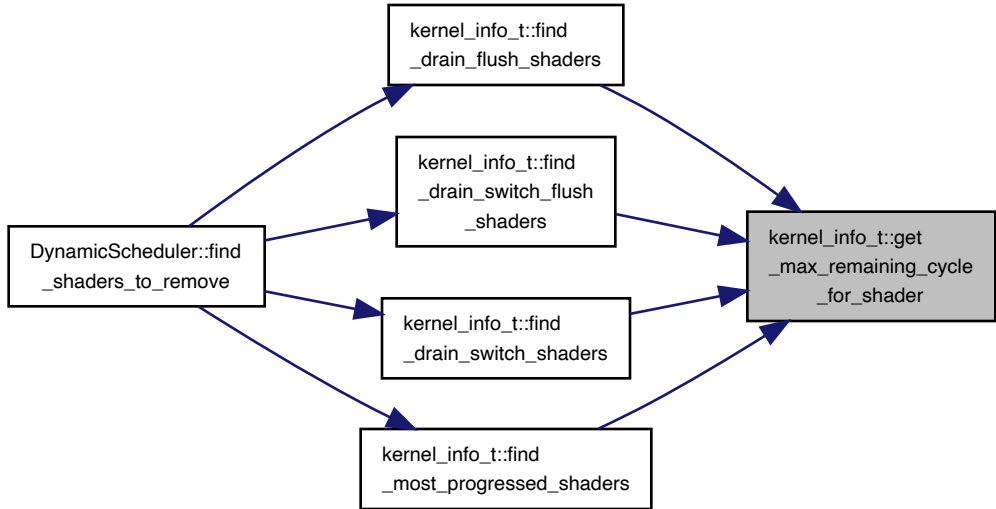 kernel_info_t::find
_drain_flush_shaders
kernel_info_t::find
_drain_switch_flush
_shaders
DynamicScheduler::find
_shaders_to_remove
kernel_info_t::get
_max_remaining_cycle
_for_shader
kernel_info_t::find
_drain_switch_shaders
kernel_info_t::find
_most_progressed_shaders